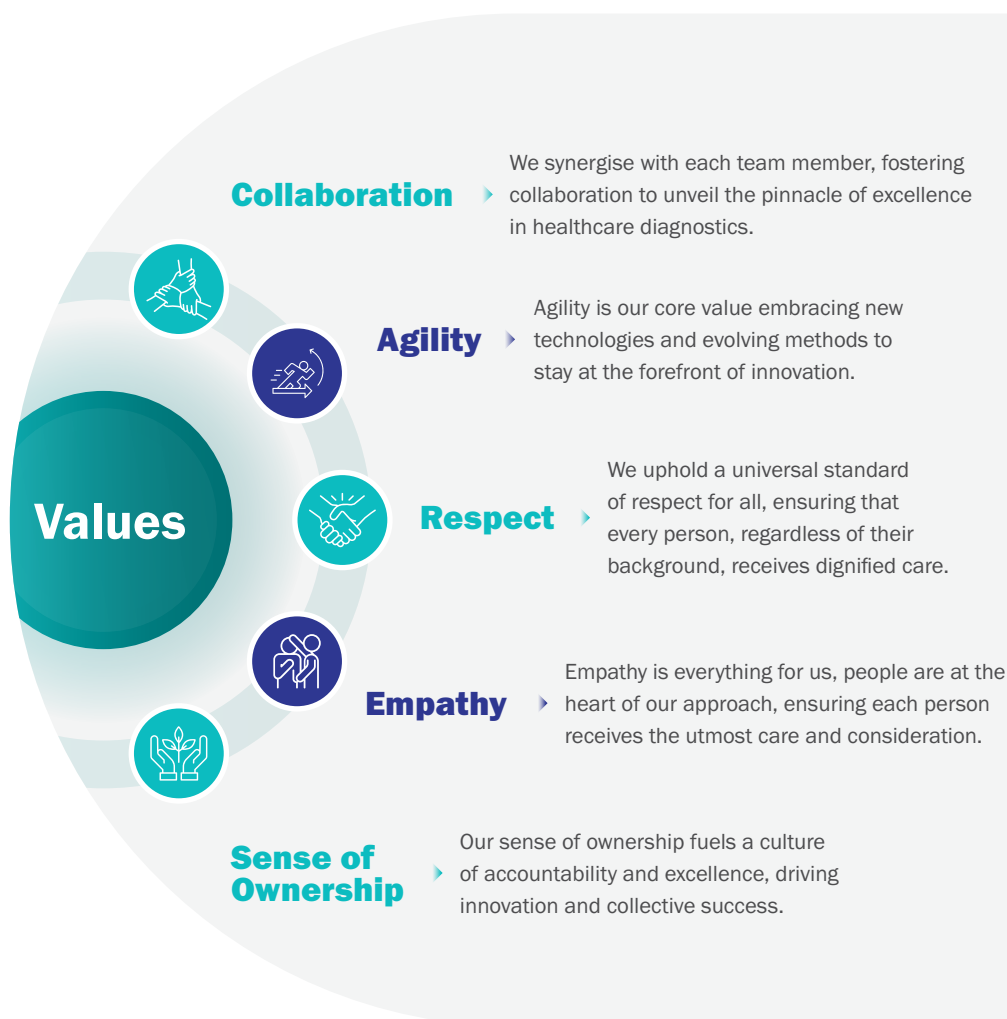 Values
Collaboration
We synergise with each team member, fostering
collaboration to unveil the pinnacle of excellence
in healthcare diagnostics.
Agility
Agility is our core value embracing new
technologies and evolving methods to
stay at the forefront of innovation.
Respect
We uphold a universal standard
of respect for all, ensuring that
every person, regardless of their
background, receives dignified care.
Empathy
Empathy is everything for us, people are at the
heart of our approach, ensuring each person
receives the utmost care and consideration.
Sense of
Ownership
Our sense of ownership fuels a culture
of accountability and excellence, driving
innovation and collective success.